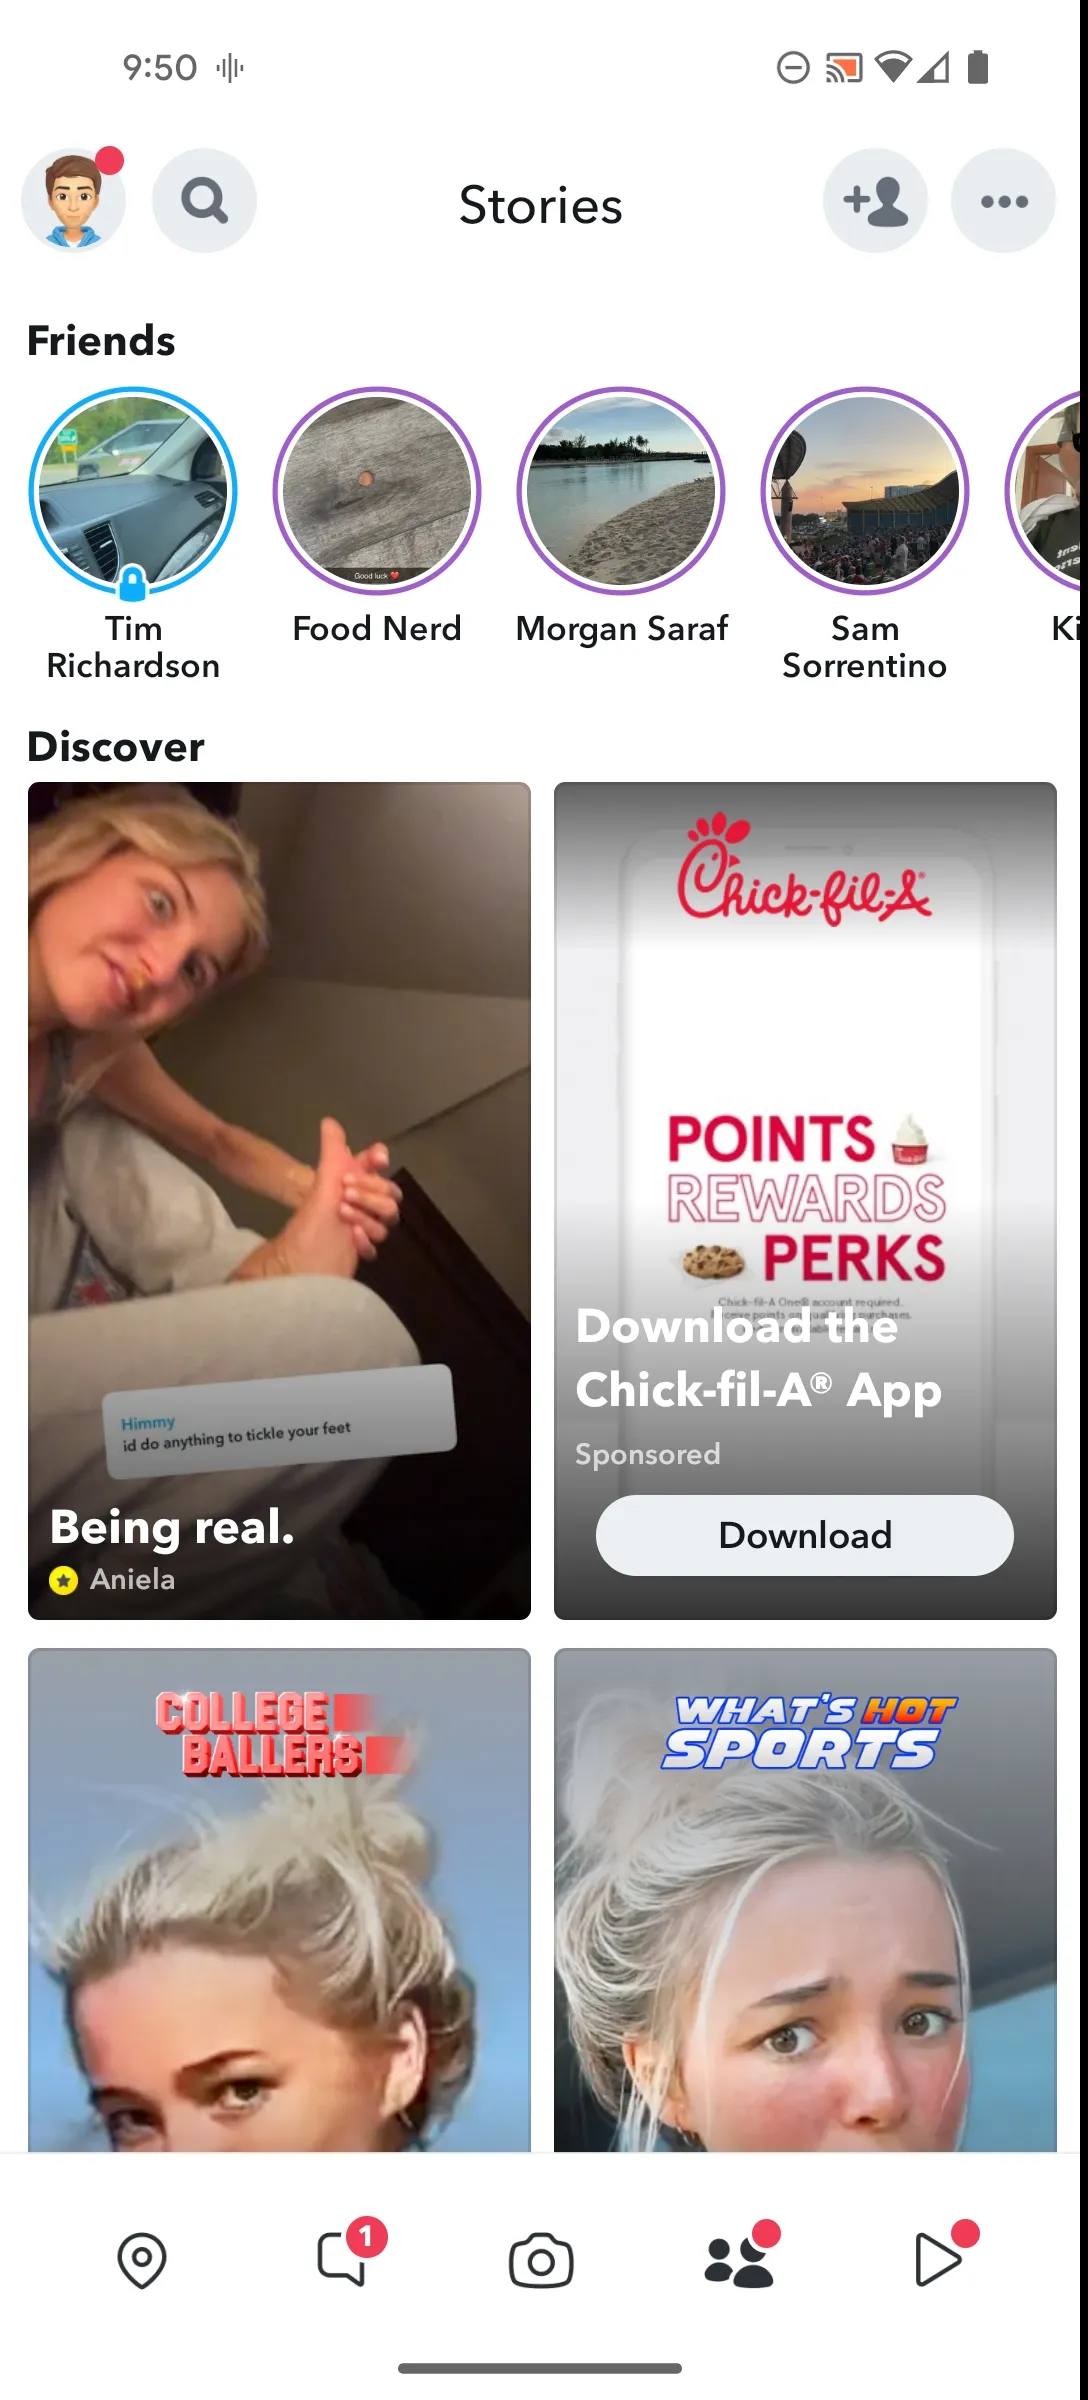 9:50
Stories
Friends
Good luck ❤️
Tim
Richardson
Food Nerd
Morgan Saraf
Sam
Sorrentino
Ki
Discover
Himmy
id do anything to tickle your feet
Being real.
Aniela
Chick-fil-A
POINTS
REWARDS
PERKS
Chick-fil-A One® account required.
Download the
Chick-fil-A® App
Sponsored
Download
COLLEGE
BALLERS
WHAT'S HOT
SPORTS
1